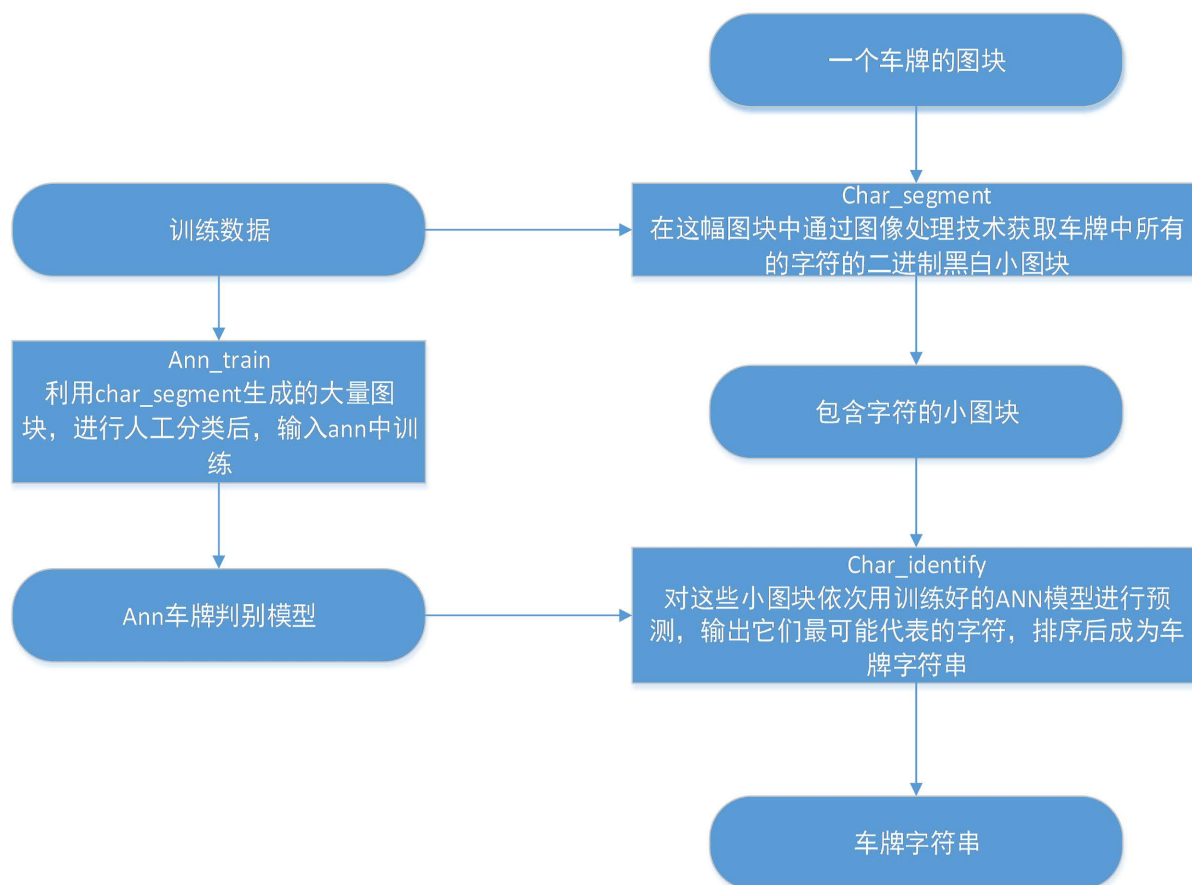 一个车牌的图块
训练数据
Char_segment
在这幅图块中通过图像处理技术获取车牌中所有
的字符的二进制黑白小图块
Ann_train
利用char_segment生成的大量图
块，进行人工分类后，输入ann中训
练
包含字符的小图块
Ann车牌判别模型
Char_identify
对这些小图块依次用训练好的ANN模型进行预
测，输出它们最可能代表的字符，排序后成为车
牌字符串
车牌字符串